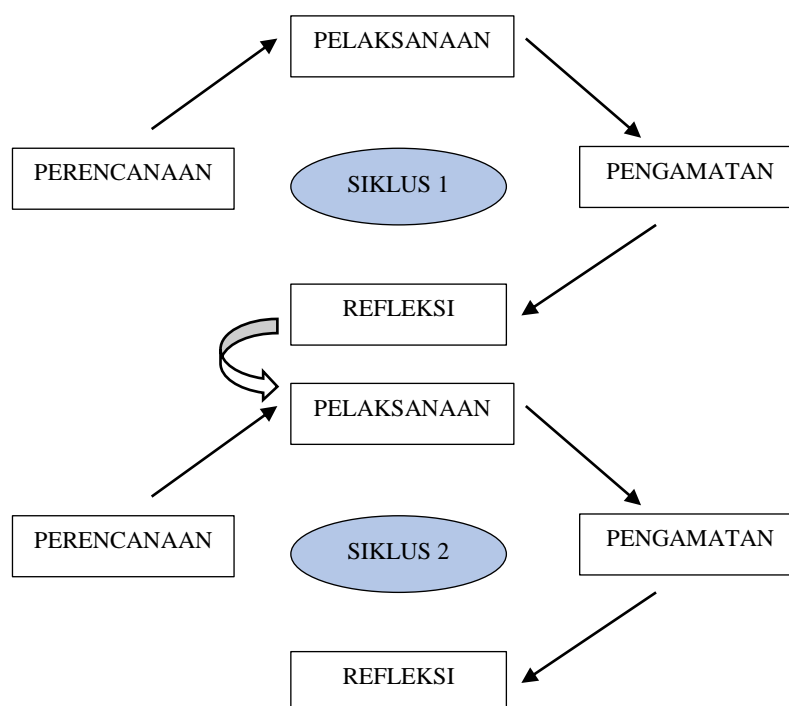 PELAKSANAAN
PERENCANAAN
SIKLUS 1
PENGAMATAN
REFLEKSI
PELAKSANAAN
PERENCANAAN
SIKLUS 2
PENGAMATAN
REFLEKSI